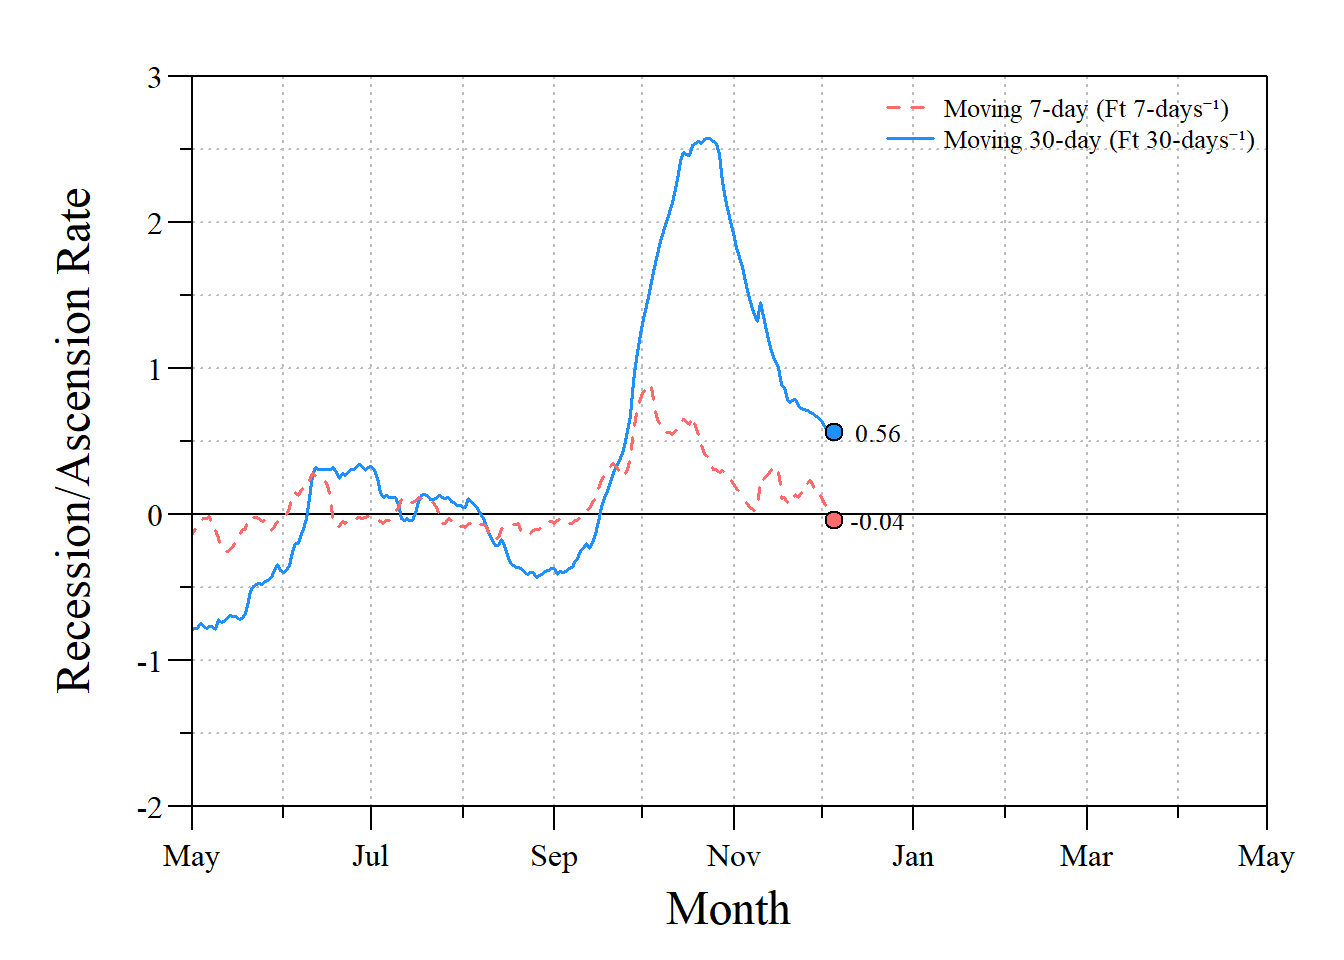 Moving 7-day (Ft 7-days⁻¹)
Moving 30-day (Ft 30-days⁻¹)
Recession/Ascension Rate
3
2
1
0
-1
-2
0.56
-0.04
May Jul Sep Nov Jan Mar May
Month